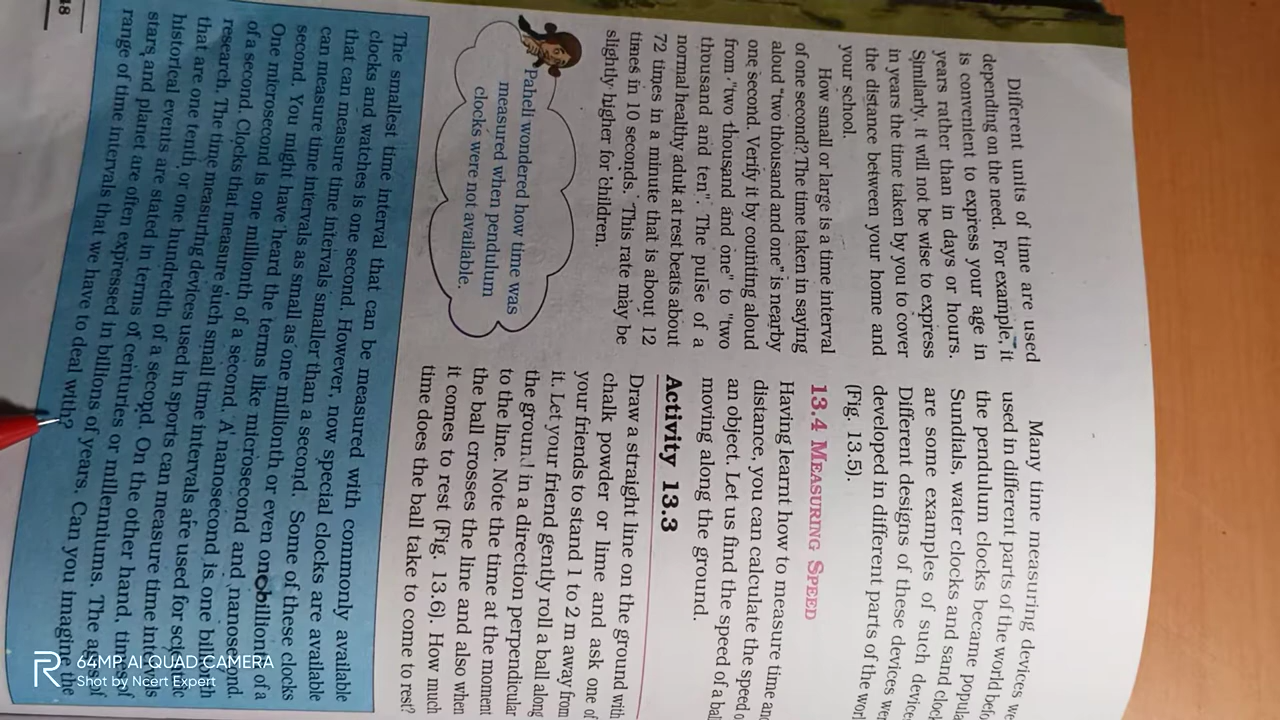 Different units of time are used
depending on the need. For example, it
is convenient to express your age in
years rather than in days or hours.
Similarly, it will not be wise to express
in years the time taken by you to cover
the distance between your home and
your school.
How small or large is a time interval
of one second? The time taken in saying
aloud "two thousand and one" is nearby
one second. Verify it by counting aloud
from "two thousand and one" to "two
thousand and ten". The pulse of a
normal healthy adult at rest beats about
72 times in a minute that is about 12
times in 10 seconds. This rate may be
slightly higher for children.
Paheli wondered how time was
measured when pendulum
clocks were not available.
Many time measuring devices we
used in different parts of the world befo
the pendulum clocks became popula
Sundials, water clocks and sand clock
are some examples of such device
Different designs of these devices wer
developed in different parts of the worl
(Fig. 13.5).
13.4 MEASURING SPEED
Having learnt how to measure time and
distance, you can calculate the speed o
an object. Let us find the speed of a bal
moving along the ground.
Activity 13.3
Draw a straight line on the ground with
chalk powder or lime and ask one of
your friends to stand 1 to 2 m away from
it. Let your friend gently roll a ball along
the ground in a direction perpendicular
to the line. Note the time at the moment
the ball crosses the line and also when
it comes to rest (Fig. 13.6). How much
time does the ball take to come to rest?
The smallest time interval that can be measured with commonly available
clocks and watches is one second. However, now special clocks are available
that can measure time intervals smaller than a second. Some of these clocks
can measure time intervals as small as one millionth or even one billionth of a
second. You might have heard the terms like microsecond and nanosecond.
One microsecond is one millionth of a second. A nanosecond is one billionth
of a second. Clocks that measure such small time intervals are used for
research. The time measuring devices used in sports can measure time
that are one tenth or one hundredth of a second. On the other hand, times of
historical events are stated in terms of centuries or millenniums. The ages of
stars and planet are often expressed in billions of years. Can you imagine the
range of time intervals that we have to deal with?
48
64MP AI QUAD CAMERA
Shot by Ncert Expert